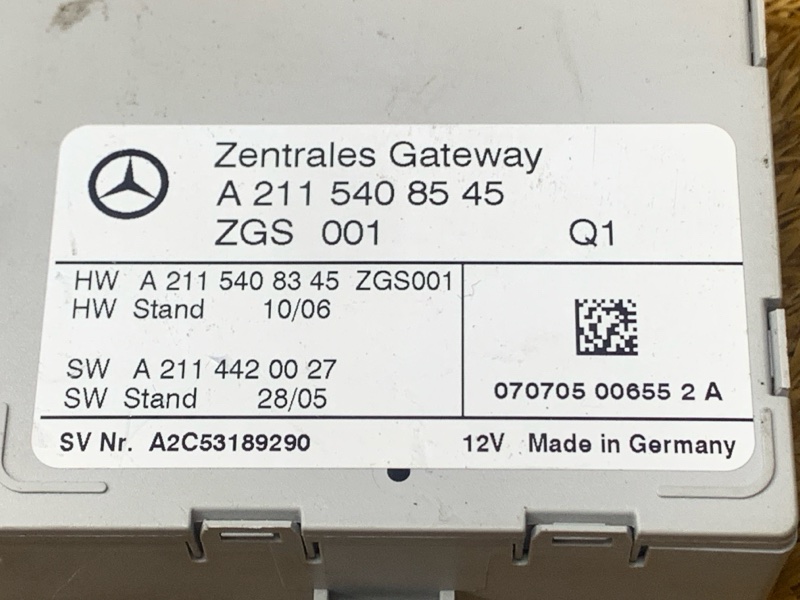 Zentrales Gateway
A 211 540 85 45
ZGS 001 Q1
HW A 211 540 83 45 ZGS001
HW Stand 10/06
SW A 211 442 00 27
SW Stand 28/05
070705 00655 2 A
SV Nr. A2C53189290 12V Made in Germany